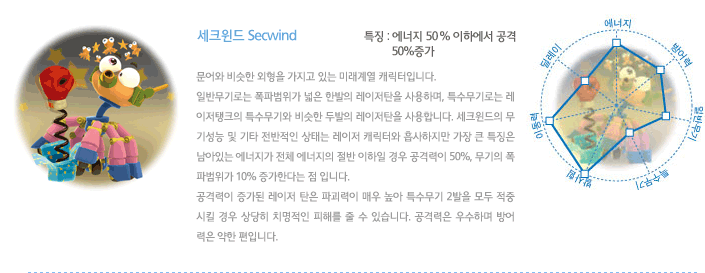 세크윈드 Secwind
특징 : 에너지 50 % 이하에서 공격
50%증가
문어와 비슷한 외형을 가지고 있는 미래계열 캐릭터입니다.
일반무기로는 폭파범위가 넓은 한발의 레이저탄을 사용하며, 특수무기로는 레
이저탱크의 특수무기와 비슷한 두발의 레이저탄을 사용합니다. 세크윈드의 무
기성능 및 기타 전반적인 상태는 레이저 캐릭터와 흡사하지만 가장 큰 특징은
남아있는 에너지가 전체 에너지의 절반 이하일 경우 공격력이 50%, 무기의 폭
파범위가 10% 증가한다는 점 입니다.
공격력이 증가된 레이저 탄은 파괴력이 매우 높아 특수무기 2발을 모두 적중
시킬 경우 상당히 치명적인 피해를 줄 수 있습니다. 공격력은 우수하며 방어
력은 약한 편입니다.
에너지
방어력
일반무기
특수무기
발사힘
이동력
딜레이